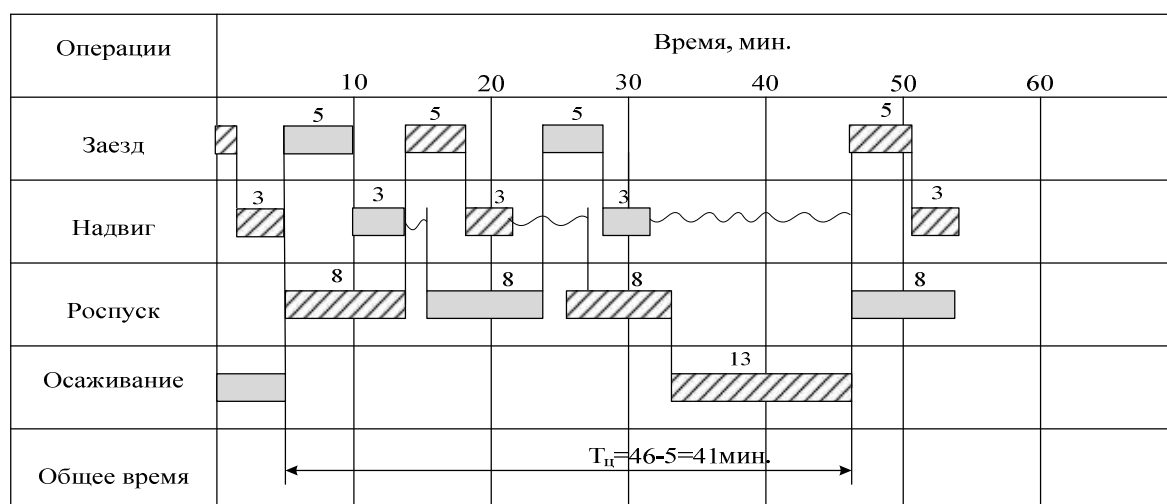 Операции
Время, мин.
10 20 30 40 50 60
Заезд
5 5 5 5
Надвиг
3 3 3 3 3
Роспуск
8 8 8 8
Осаживание
13
Общее время
Tц=46-5=41мин.